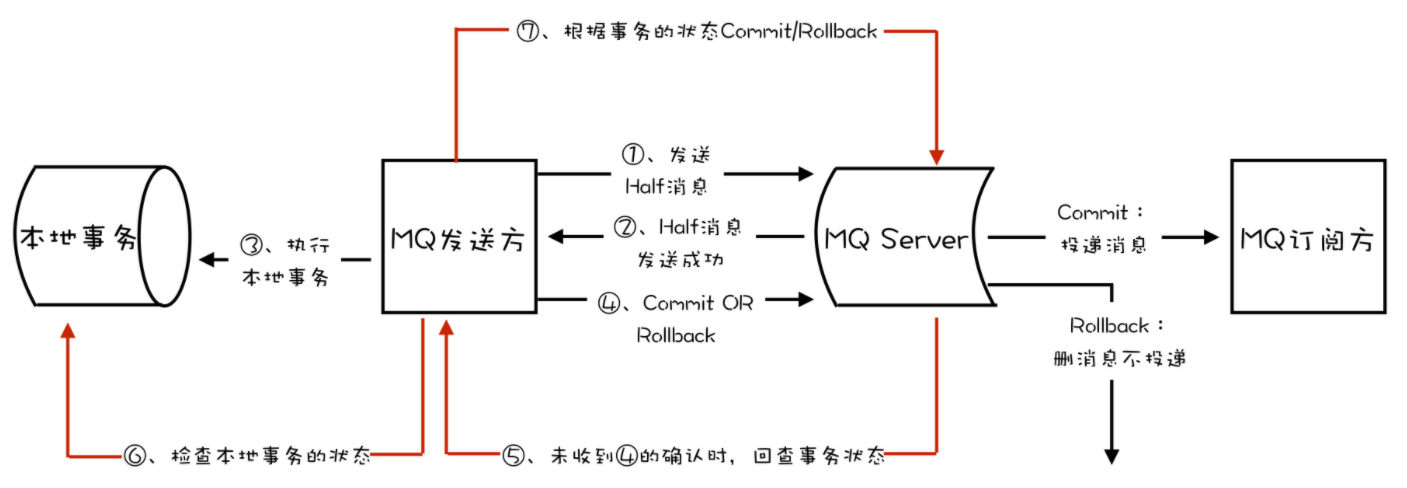 ⑦、根据事务的状态Commit/Rollback
①、发送
Half消息
②、Half消息
发送成功
③、执行
本地事务
④、Commit OR
Rollback
本地事务
MQ发送方
MQ Server
Commit：
投递消息
MQ订阅方
Rollback：
删消息不投递
⑥、检查本地事务的状态
⑤、未收到④的确认时，回查事务状态